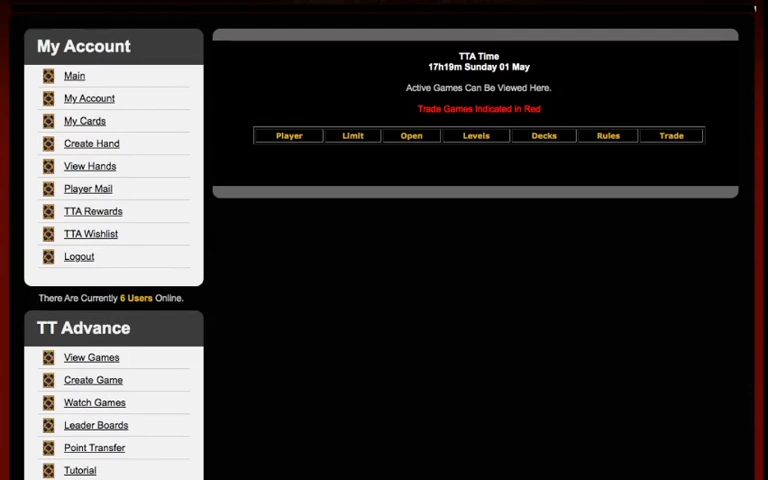 My Account
Main
My Account
My Cards
Create Hand
View Hands
Player Mail
TTA Rewards
TTA Wishlist
Logout
There Are Currently 6 Users Online.
TT Advance
View Games
Create Game
Watch Games
Leader Boards
Point Transfer
Tutorial
TTA Time
17h19m Sunday 01 May
Active Games Can Be Viewed Here.
Trade Games Indicated in Red
Player Limit Open Levels Decks Rules Trade